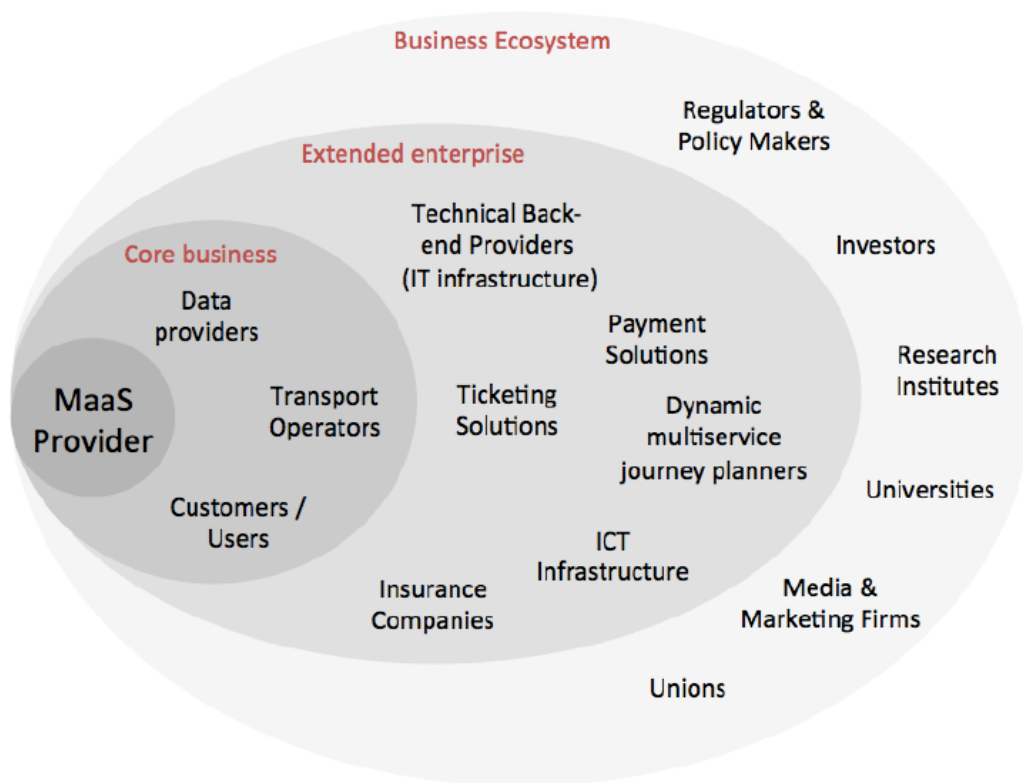 Business Ecosystem
Regulators &
Policy Makers
Extended enterprise
Technical Back-
end Providers
(IT infrastructure)
Investors
Core business
Data
providers
Payment
Solutions
Research
Institutes
MaaS
Provider
Transport
Operators
Ticketing
Solutions
Dynamic
multiservice
journey planners
Universities
Customers /
Users
ICT
Infrastructure
Insurance
Companies
Media &
Marketing Firms
Unions